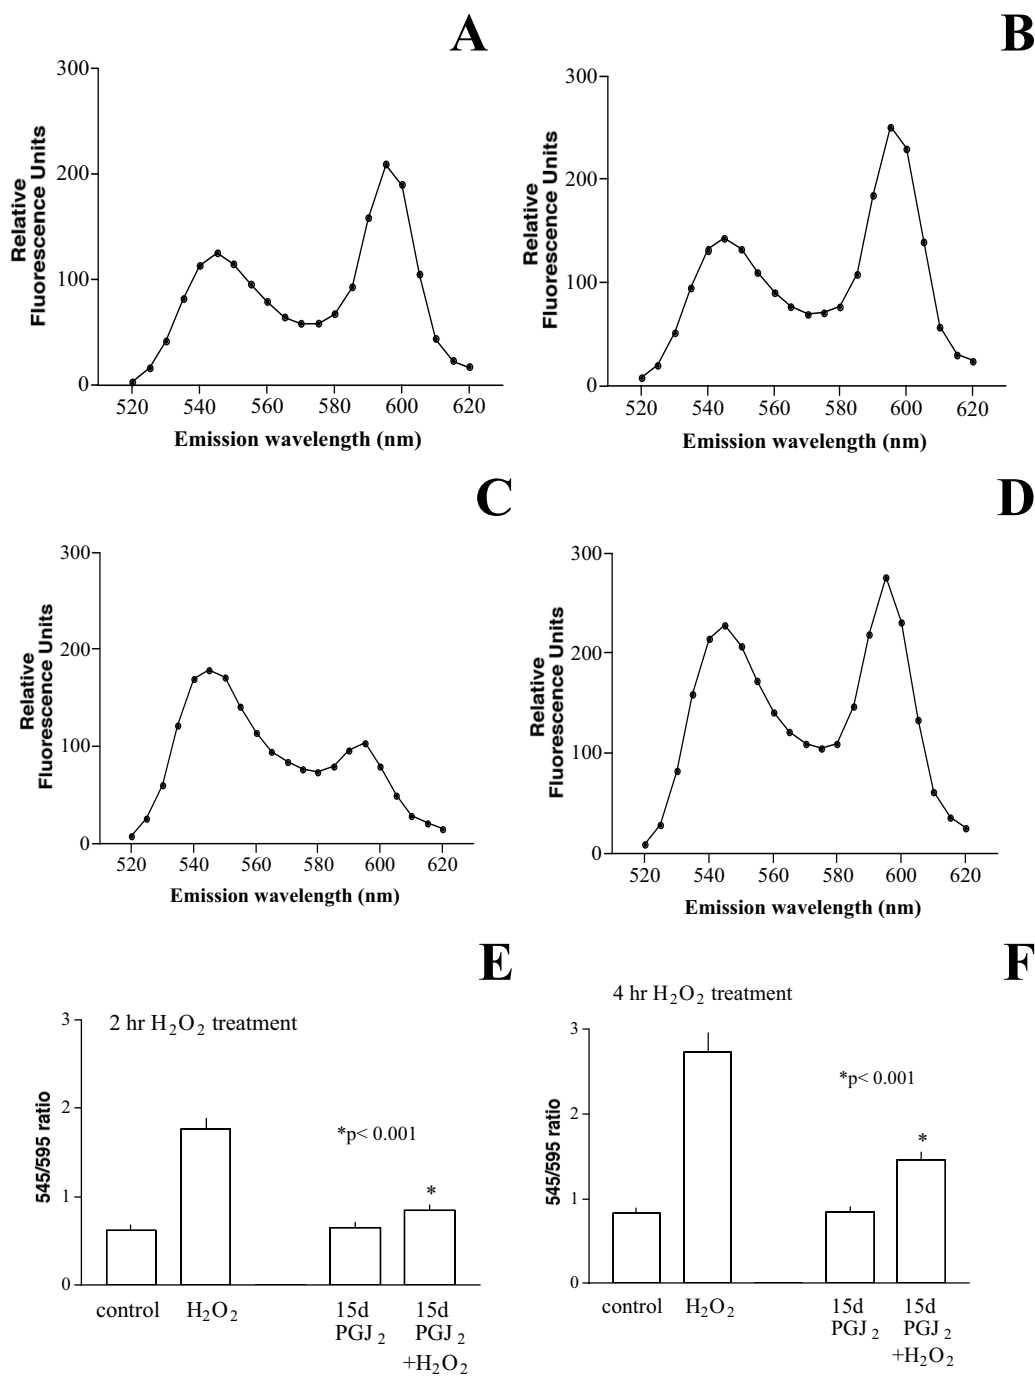 A
300
200
100
0
Relative
Fluorescence Units
520 540 560 580 600 620
Emission wavelength (nm)
B
300
200
100
0
Relative
Fluorescence Units
520 540 560 580 600 620
Emission wavelength (nm)
C
300
200
100
0
Relative
Fluorescence Units
520 540 560 580 600 620
Emission wavelength (nm)
D
300
200
100
0
Relative
Fluorescence Units
520 540 560 580 600 620
Emission wavelength (nm)
E
2 hr H₂O₂ treatment
3
2
1
0
545/595 ratio
*p< 0.001
*
control H₂O₂ 15d 15d
PGJ₂ PGJ₂
+H₂O₂
F
4 hr H₂O₂ treatment
3
2
1
0
545/595 ratio
*p< 0.001
*
control H₂O₂ 15d 15d
PGJ₂ PGJ₂
+H₂O₂